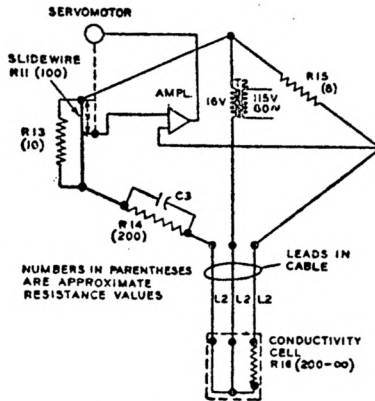 SERVOMOTOR
SLIDEWIRE
R11 (100)
AMPL.
16V
T2
115V
60~
R15
(8)
R13
(10)
C3
R14
(200)
NUMBERS IN PARENTHESES
ARE APPROXIMATE
RESISTANCE VALUES
LEADS IN
CABLE
L2
L2
L2
CONDUCTIVITY
CELL
R16 (200-∞)